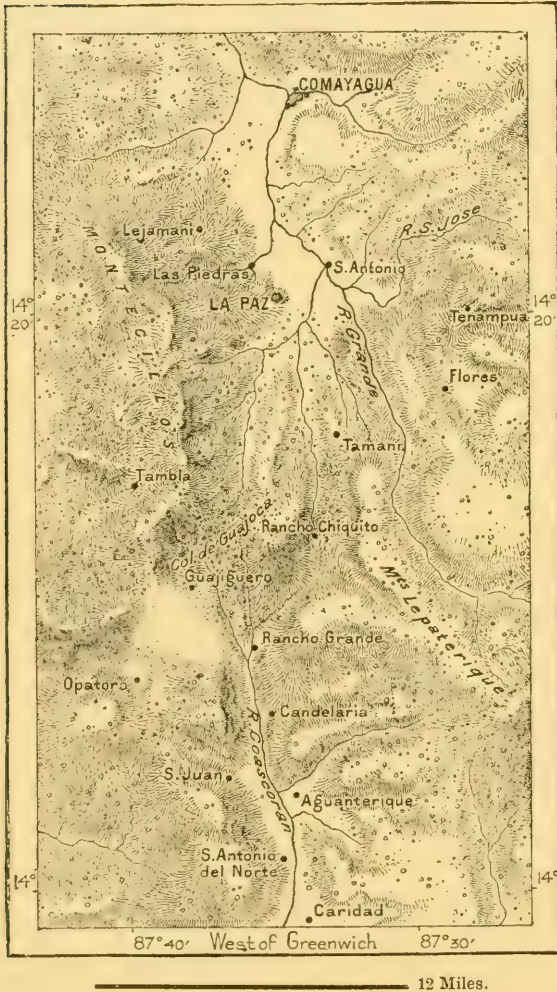 COMAYAGUA
R. S. Jose
Lejamani
Las Piedras
S. Antonio
LA PAZ
14°
20'
14°
20'
Tenampua
MONTECILLOS
R. Grande
Flores
Tamani
Tambla
Col de Guajoca
Rancho Chiquito
Guajiguero
Mts Lepaterique
Rancho Grande
Opatoro
Candelaria
R. Goascoran
S. Juan
Aguanterique
S. Antonio
del Norte
14°
14°
Caridad
87°40' West of Greenwich 87°30'
12 Miles.